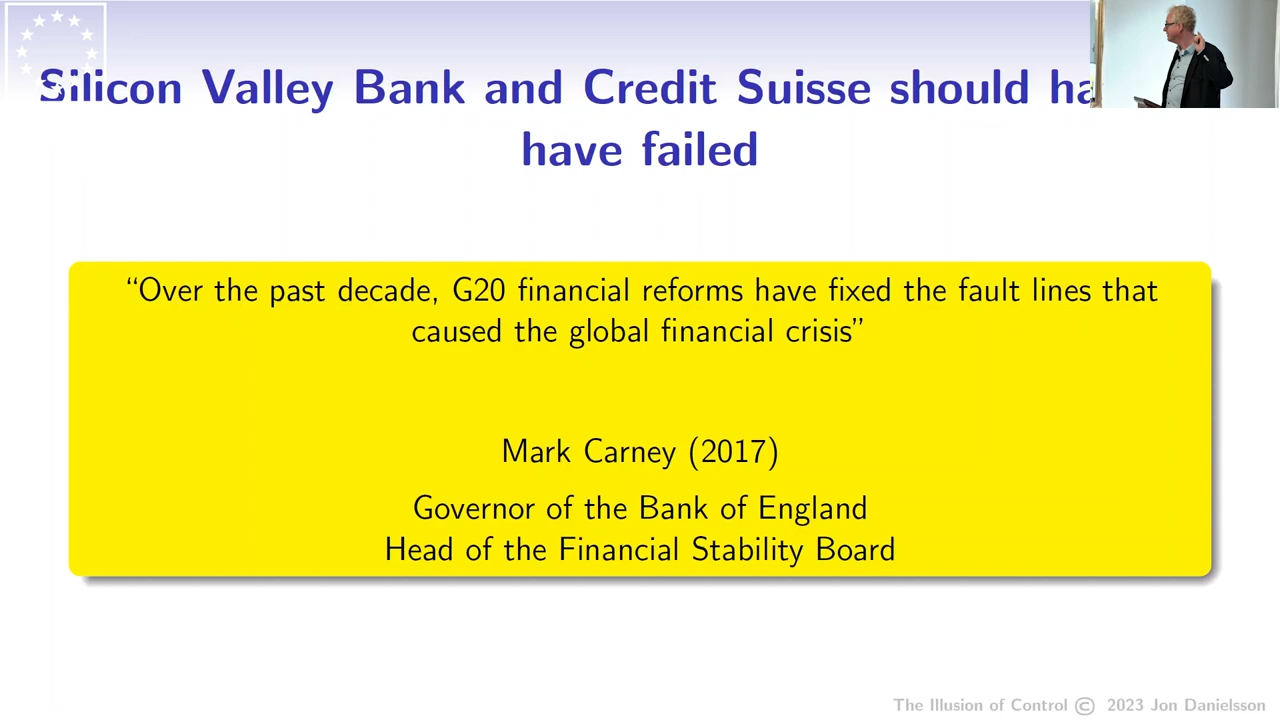 Silicon Valley Bank and Credit Suisse should
have failed
“Over the past decade, G20 financial reforms have fixed the fault lines that
caused the global financial crisis”
Mark Carney (2017)
Governor of the Bank of England
Head of the Financial Stability Board
The Illusion of Control © 2023 Jon Danielsson